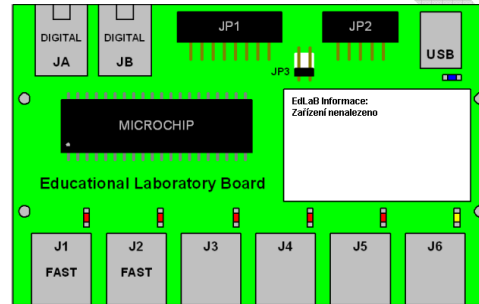 DIGITAL
DIGITAL
JA
JB
JP1
JP2
USB
JP3
EdLaB Informace:
Zařízení nenalezeno
MICROCHIP
Educational Laboratory Board
J1
J2
J3
J4
J5
J6
FAST
FAST